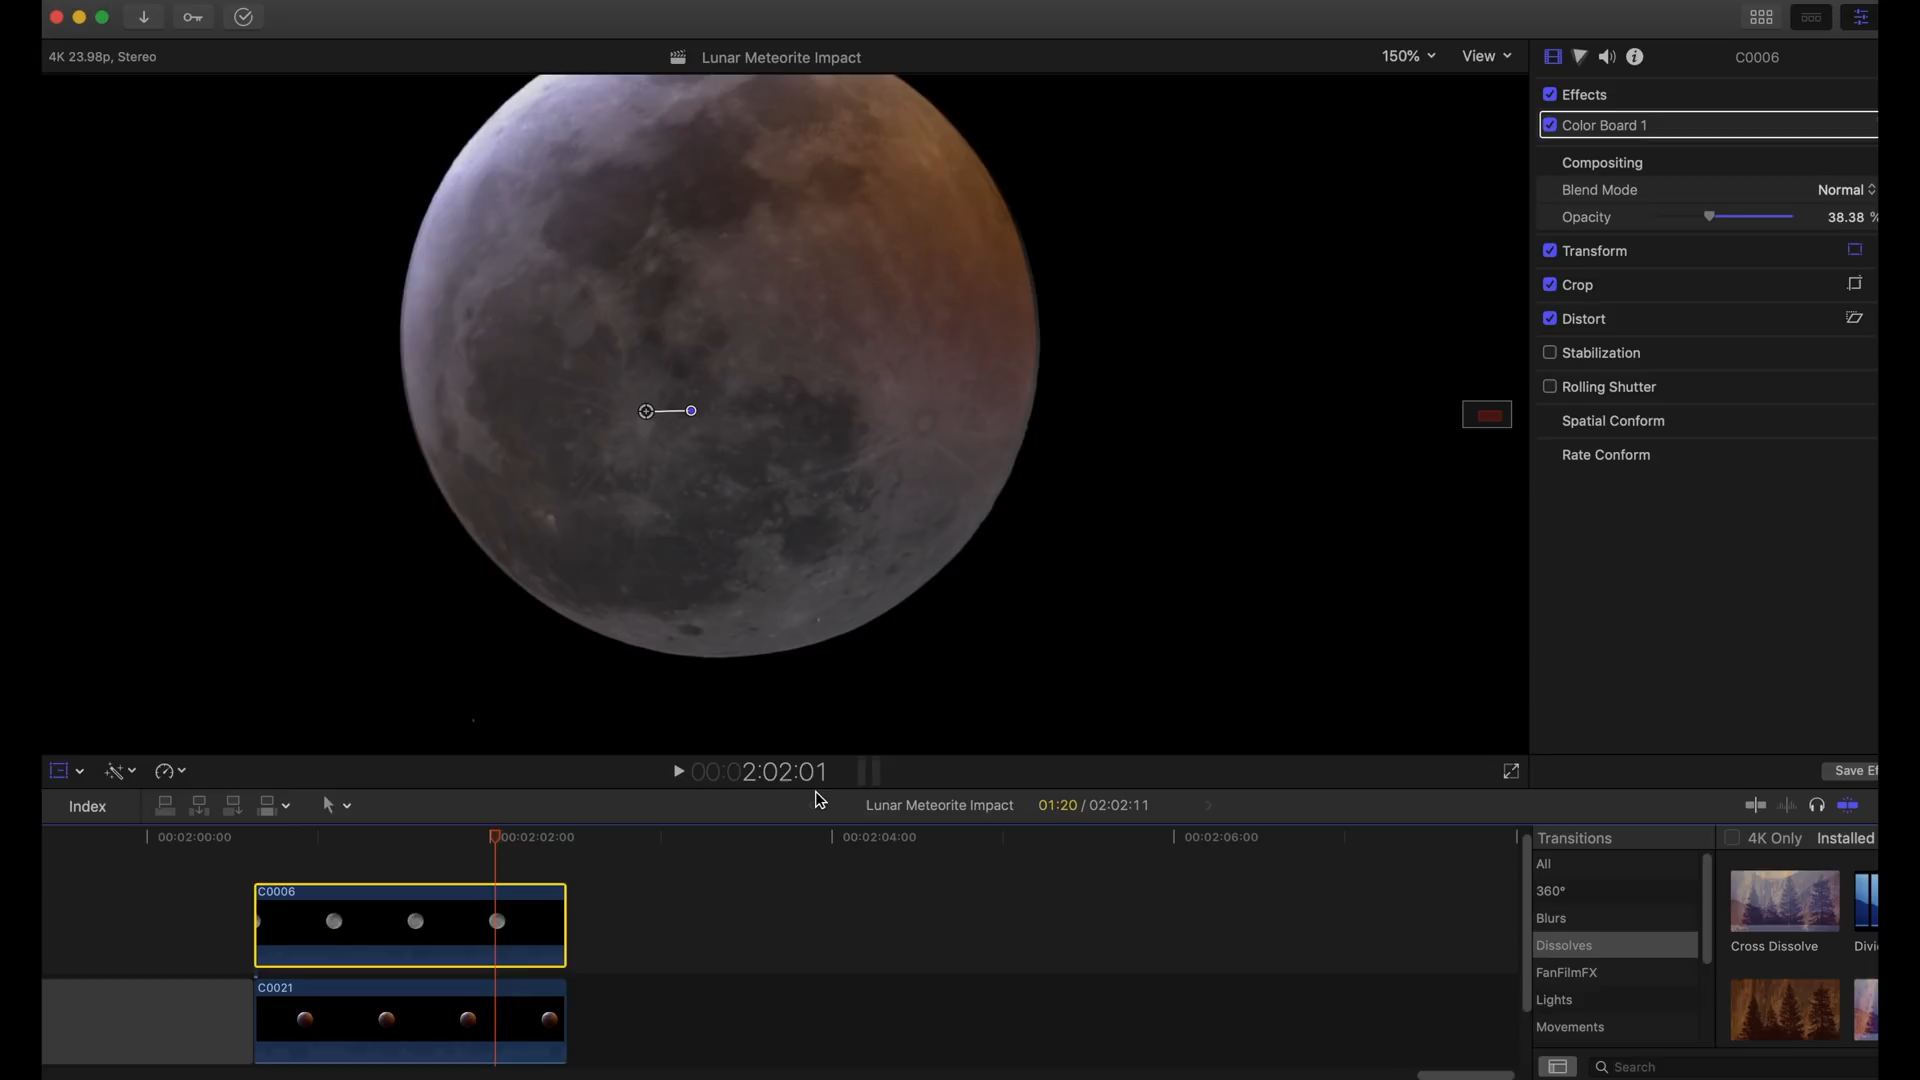 4K 23.98p, Stereo
Lunar Meteorite Impact
150%
View
C0006
Effects
Color Board 1
Compositing
Blend Mode
Normal
Opacity
38.38 %
Transform
Crop
Distort
Stabilization
Rolling Shutter
Spatial Conform
Rate Conform
00:02:02:01
Save Ef
Index
Lunar Meteorite Impact
01:20 / 02:02:11
00:02:00:00
00:02:02:00
00:02:04:00
00:02:06:00
Transitions
4K Only
Installed
All
360°
Blurs
Dissolves
FanFilmFX
Lights
Movements
Cross Dissolve
Divi
C0006
C0021
Search